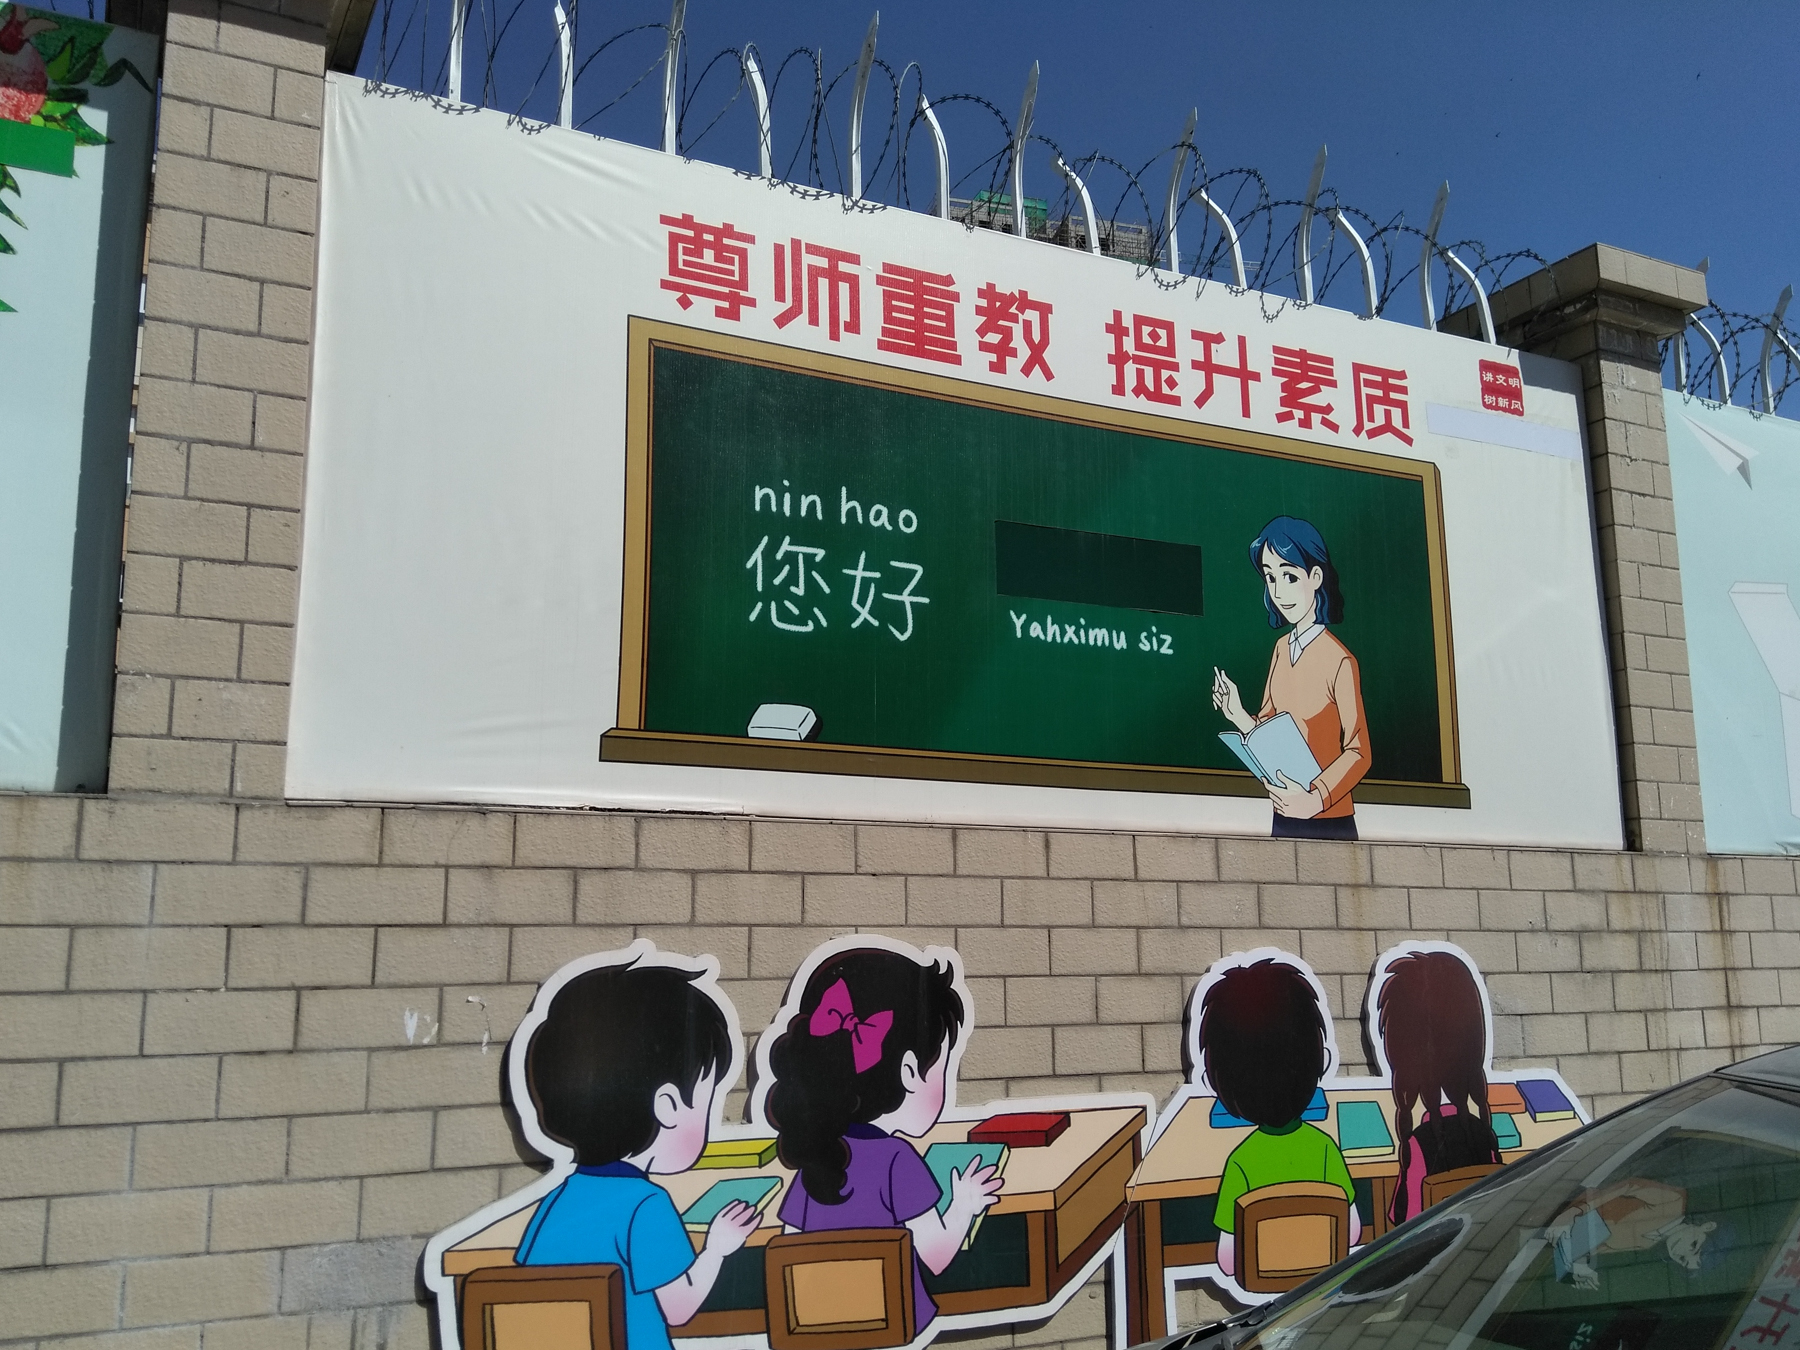 尊师重教 提升素质
讲文明
树新风
nin hao
您好
Yahximu siz